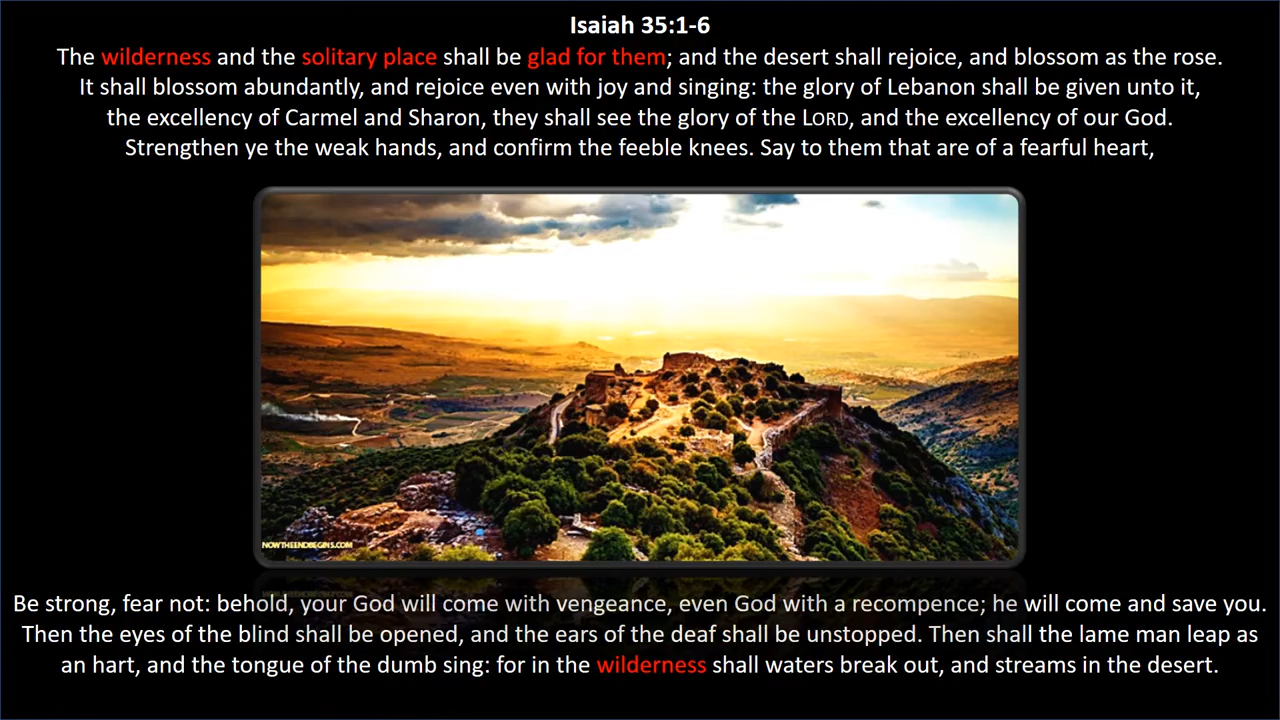 Isaiah 35:1-6
The wilderness and the solitary place shall be glad for them; and the desert shall rejoice, and blossom as the rose.
It shall blossom abundantly, and rejoice even with joy and singing: the glory of Lebanon shall be given unto it,
the excellency of Carmel and Sharon, they shall see the glory of the LORD, and the excellency of our God.
Strengthen ye the weak hands, and confirm the feeble knees. Say to them that are of a fearful heart,
NOWTHEENDBEGINS.COM
Be strong, fear not: behold, your God will come with vengeance, even God with a recompence; he will come and save you.
Then the eyes of the blind shall be opened, and the ears of the deaf shall be unstopped. Then shall the lame man leap as
an hart, and the tongue of the dumb sing: for in the wilderness shall waters break out, and streams in the desert.